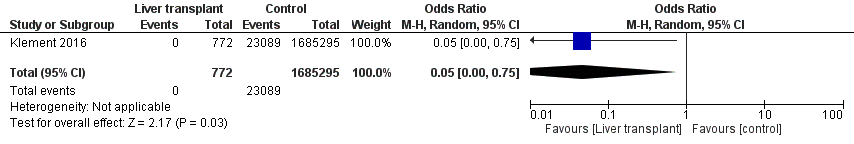 Liver transplant Control Odds Ratio Odds Ratio
Study or Subgroup Events Total Events Total Weight M-H, Random, 95% CI M-H, Random, 95% CI
Klement 2016 0 772 23089 1685295 100.0% 0.05 [0.00, 0.75]
Total (95% CI) 772 1685295 100.0% 0.05 [0.00, 0.75]
Total events 0 23089
Heterogeneity: Not applicable
Test for overall effect: Z = 2.17 (P = 0.03)
0.01 0.1 1 10 100
Favours [Liver transplant] Favours [control]